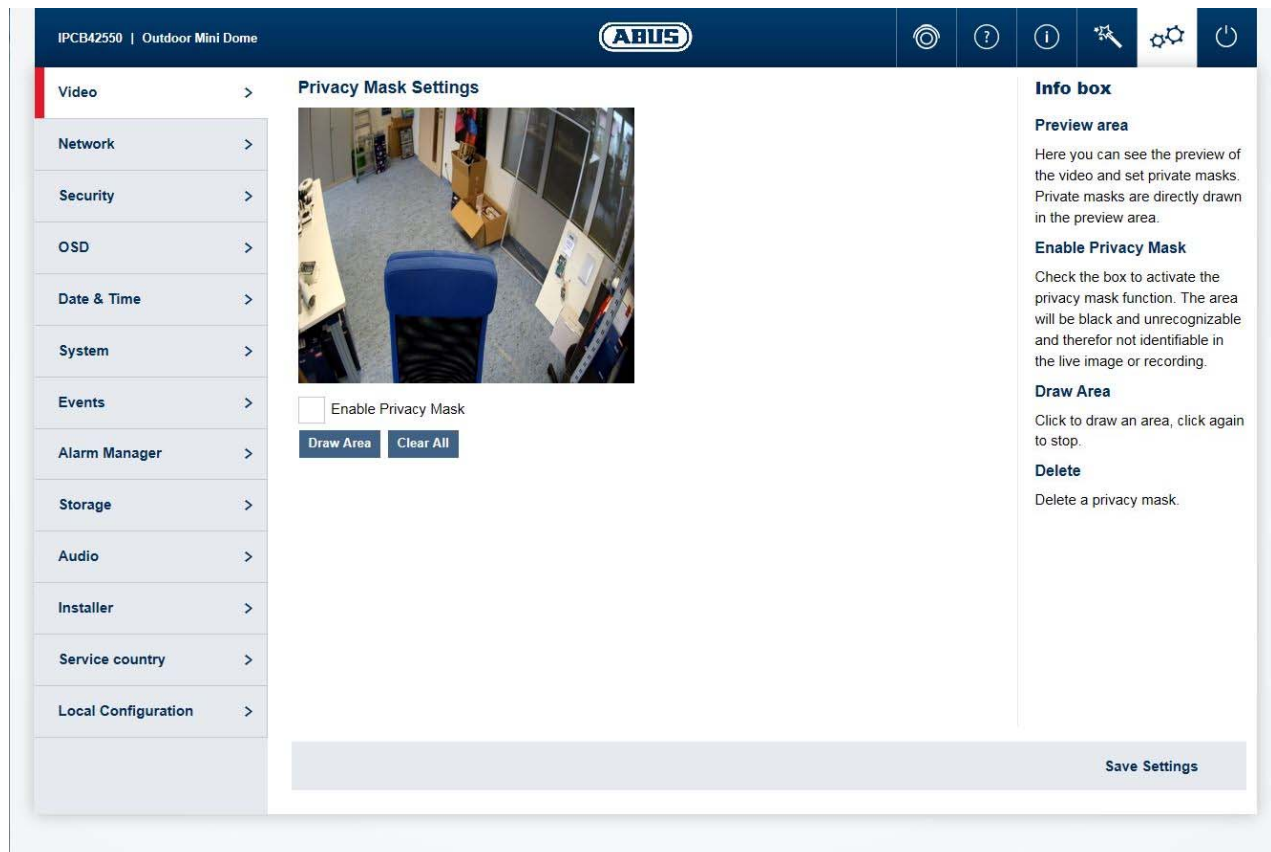 IPCB42550 | Outdoor Mini Dome
ABUS
Video
Network
Security
OSD
Date & Time
System
Events
Alarm Manager
Storage
Audio
Installer
Service country
Local Configuration
Privacy Mask Settings
Enable Privacy Mask
Draw Area Clear All
Info box
Preview area
Here you can see the preview of
the video and set private masks.
Private masks are directly drawn
in the preview area.
Enable Privacy Mask
Check the box to activate the
privacy mask function. The area
will be black and unrecognizable
and therefor not identifiable in
the live image or recording.
Draw Area
Click to draw an area, click again
to stop.
Delete
Delete a privacy mask.
Save Settings